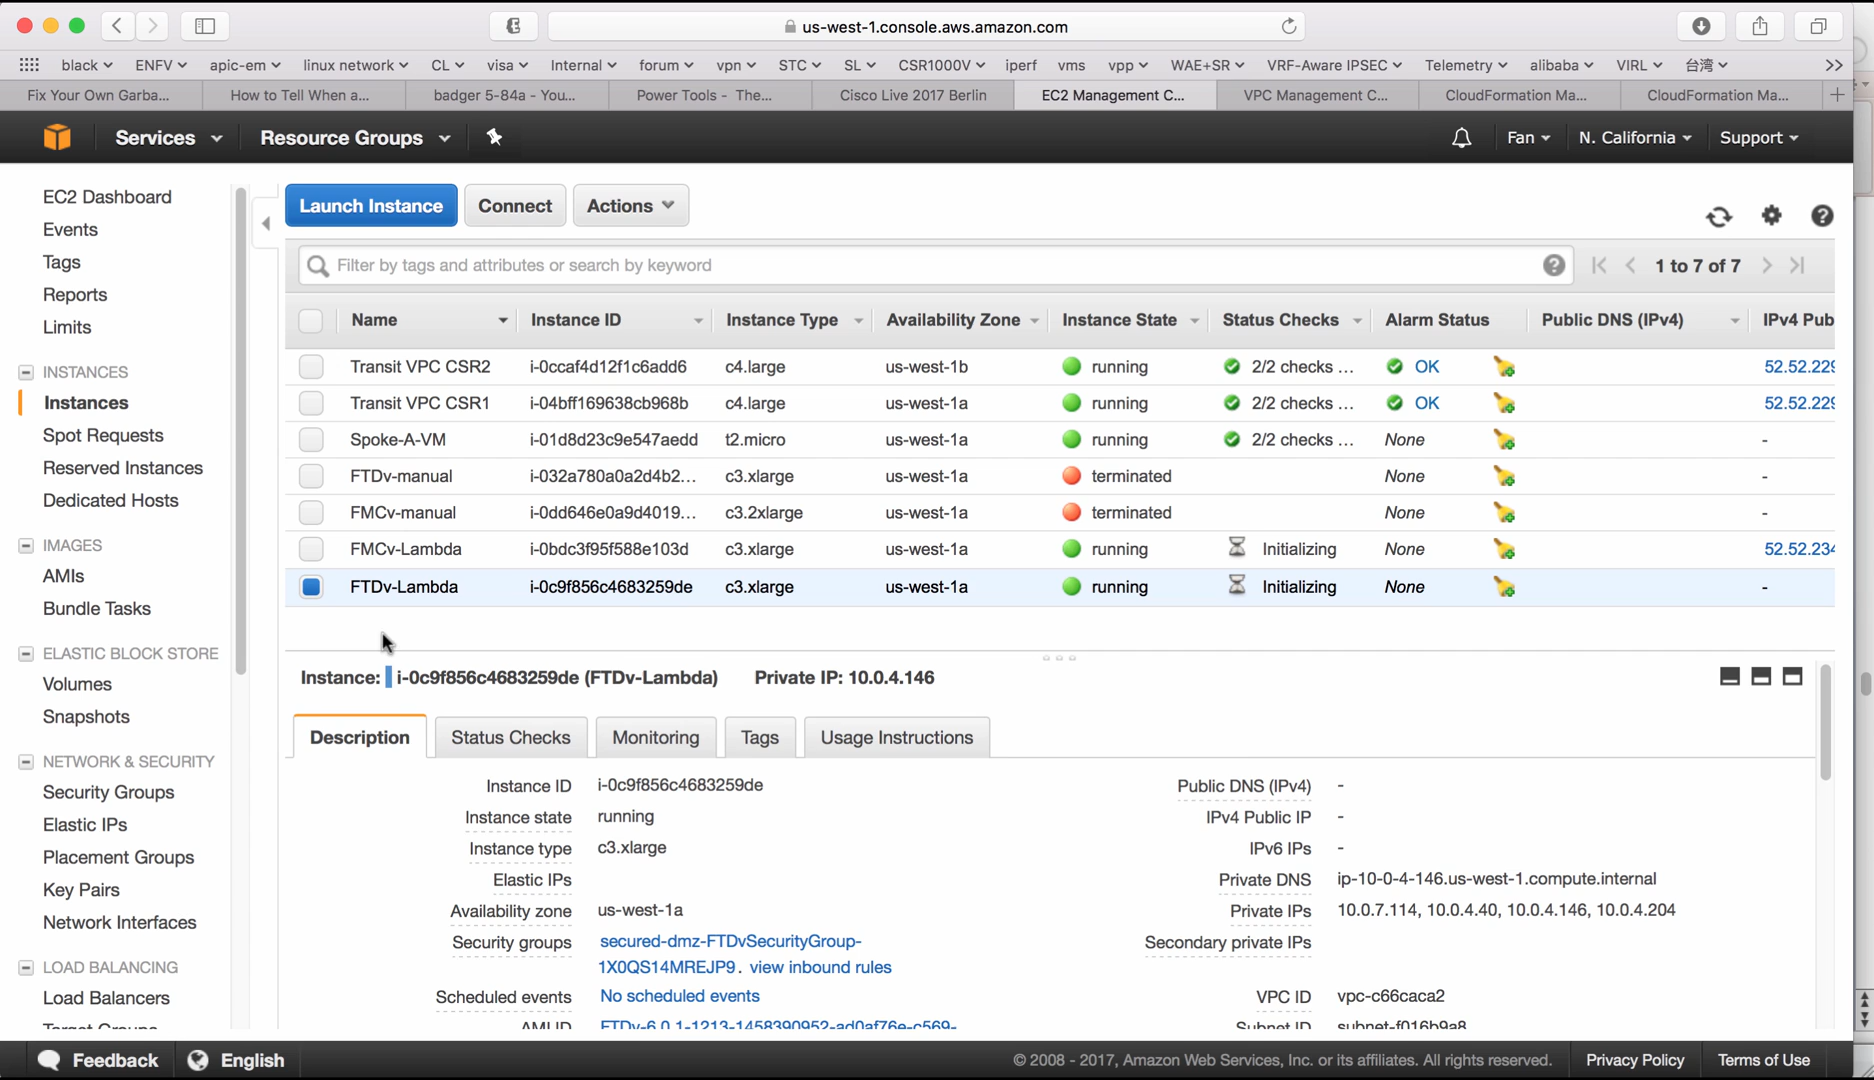 us-west-1.console.aws.amazon.com
black ENFV apic-em linux network CL visa Internal forum vpn STC SL CSR1000V iperf vms vpp WAE+SR VRF-Aware IPSEC Telemetry alibaba VIRL 台湾
Fix Your Own Garba... How to Tell When a... badger 5-84a - You... Power Tools - The... Cisco Live 2017 Berlin EC2 Management C... VPC Management C... CloudFormation Ma... CloudFormation Ma...
Services Resource Groups Fan N. California Support
EC2 Dashboard
Events
Tags
Reports
Limits
INSTANCES
Instances
Spot Requests
Reserved Instances
Dedicated Hosts
IMAGES
AMIs
Bundle Tasks
ELASTIC BLOCK STORE
Volumes
Snapshots
NETWORK & SECURITY
Security Groups
Elastic IPs
Placement Groups
Key Pairs
Network Interfaces
LOAD BALANCING
Load Balancers
Target Groups
Launch Instance Connect Actions
Filter by tags and attributes or search by keyword 1 to 7 of 7
Name Instance ID Instance Type Availability Zone Instance State Status Checks Alarm Status Public DNS (IPv4) IPv4 Pub
Transit VPC CSR2 i-0ccaf4d12f1c6add6 c4.large us-west-1b running 2/2 checks ... OK 52.52.229
Transit VPC CSR1 i-04bff169638cb968b c4.large us-west-1a running 2/2 checks ... OK 52.52.229
Spoke-A-VM i-01d8d23c9e547aedd t2.micro us-west-1a running 2/2 checks ... None -
FTDv-manual i-032a780a0a2d4b2... c3.xlarge us-west-1a terminated None -
FMCv-manual i-0dd646e0a9d4019... c3.2xlarge us-west-1a terminated None -
FMCv-Lambda i-0bdc3f95f588e103d c3.xlarge us-west-1a running Initializing None 52.52.234
FTDv-Lambda i-0c9f856c4683259de c3.xlarge us-west-1a running Initializing None -
Instance: i-0c9f856c4683259de (FTDv-Lambda) Private IP: 10.0.4.146
Description Status Checks Monitoring Tags Usage Instructions
Instance ID i-0c9f856c4683259de Public DNS (IPv4) -
Instance state running IPv4 Public IP -
Instance type c3.xlarge IPv6 IPs -
Elastic IPs Private DNS ip-10-0-4-146.us-west-1.compute.internal
Availability zone us-west-1a Private IPs 10.0.7.114, 10.0.4.40, 10.0.4.146, 10.0.4.204
Security groups secured-dmz-FTDvSecurityGroup- Secondary private IPs
1X0QS14MREJP9. view inbound rules
Scheduled events No scheduled events VPC ID vpc-c66caca2
AMI ID FTDv-6.0.1-1213-1458390952-ad0af76e-c569- Subnet ID subnet-f016b9a8
Feedback English © 2008 - 2017, Amazon Web Services, Inc. or its affiliates. All rights reserved. Privacy Policy Terms of Use